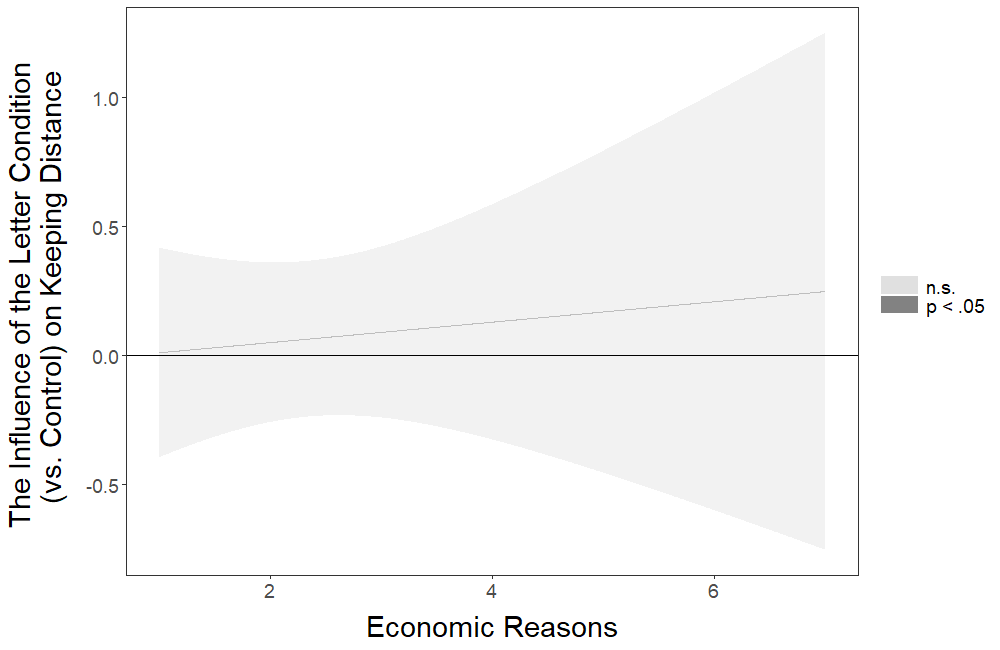 The Influence of the Letter Condition
(vs. Control) on Keeping Distance
1.0
0.5
0.0
-0.5
2
4
6
Economic Reasons
n.s.
p < .05